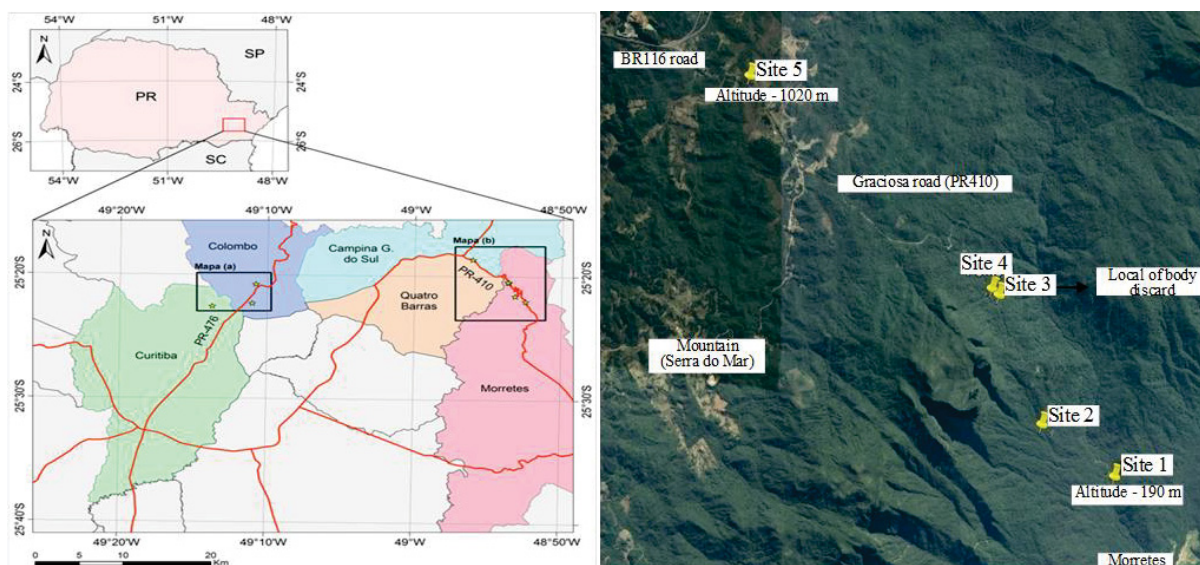 54°W 51°W 48°W
N
SP
24°S
24°S
PR
26°S
26°S
SC
54°W 51°W 48°W
49°20'W 49°10'W 49°W 48°50'W
N
Colombo
Campina G.
do Sul
Mapa (b)
Mapa (a)
25°20'S
25°20'S
PR-410
Quatro
Barras
PR-476
Curitiba
Morretes
25°30'S
25°30'S
25°40'S
25°40'S
49°20'W 49°10'W 49°W 48°50'W
0 5 10 20
Km
BR116 road
Site 5
Altitude - 1020 m
Graciosa road (PR410)
Site 4
Site 3
Local of body
discard
Mountain
(Serra do Mar)
Site 2
Site 1
Altitude - 190 m
Morretes